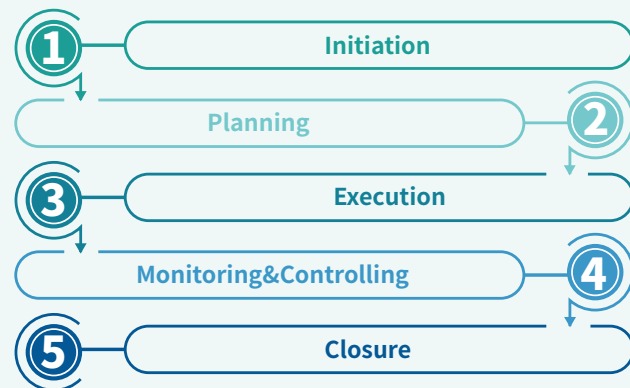 1
Initiation
Planning
2
3
Execution
Monitoring&Controlling
4
5
Closure